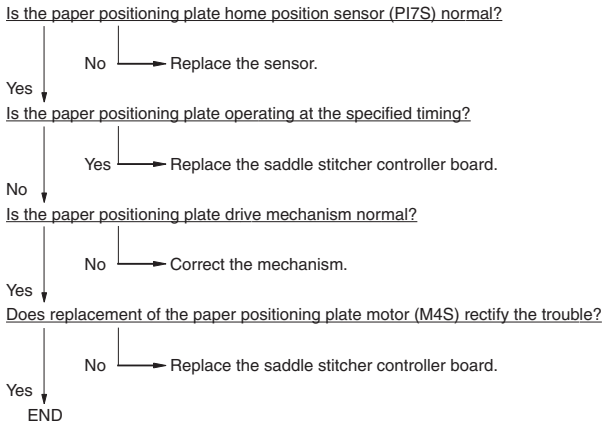 Is the paper positioning plate home position sensor (PI7S) normal?
No
Replace the sensor.
Yes
Is the paper positioning plate operating at the specified timing?
Yes
Replace the saddle stitcher controller board.
No
Is the paper positioning plate drive mechanism normal?
No
Correct the mechanism.
Yes
Does replacement of the paper positioning plate motor (M4S) rectify the trouble?
No
Replace the saddle stitcher controller board.
Yes
END